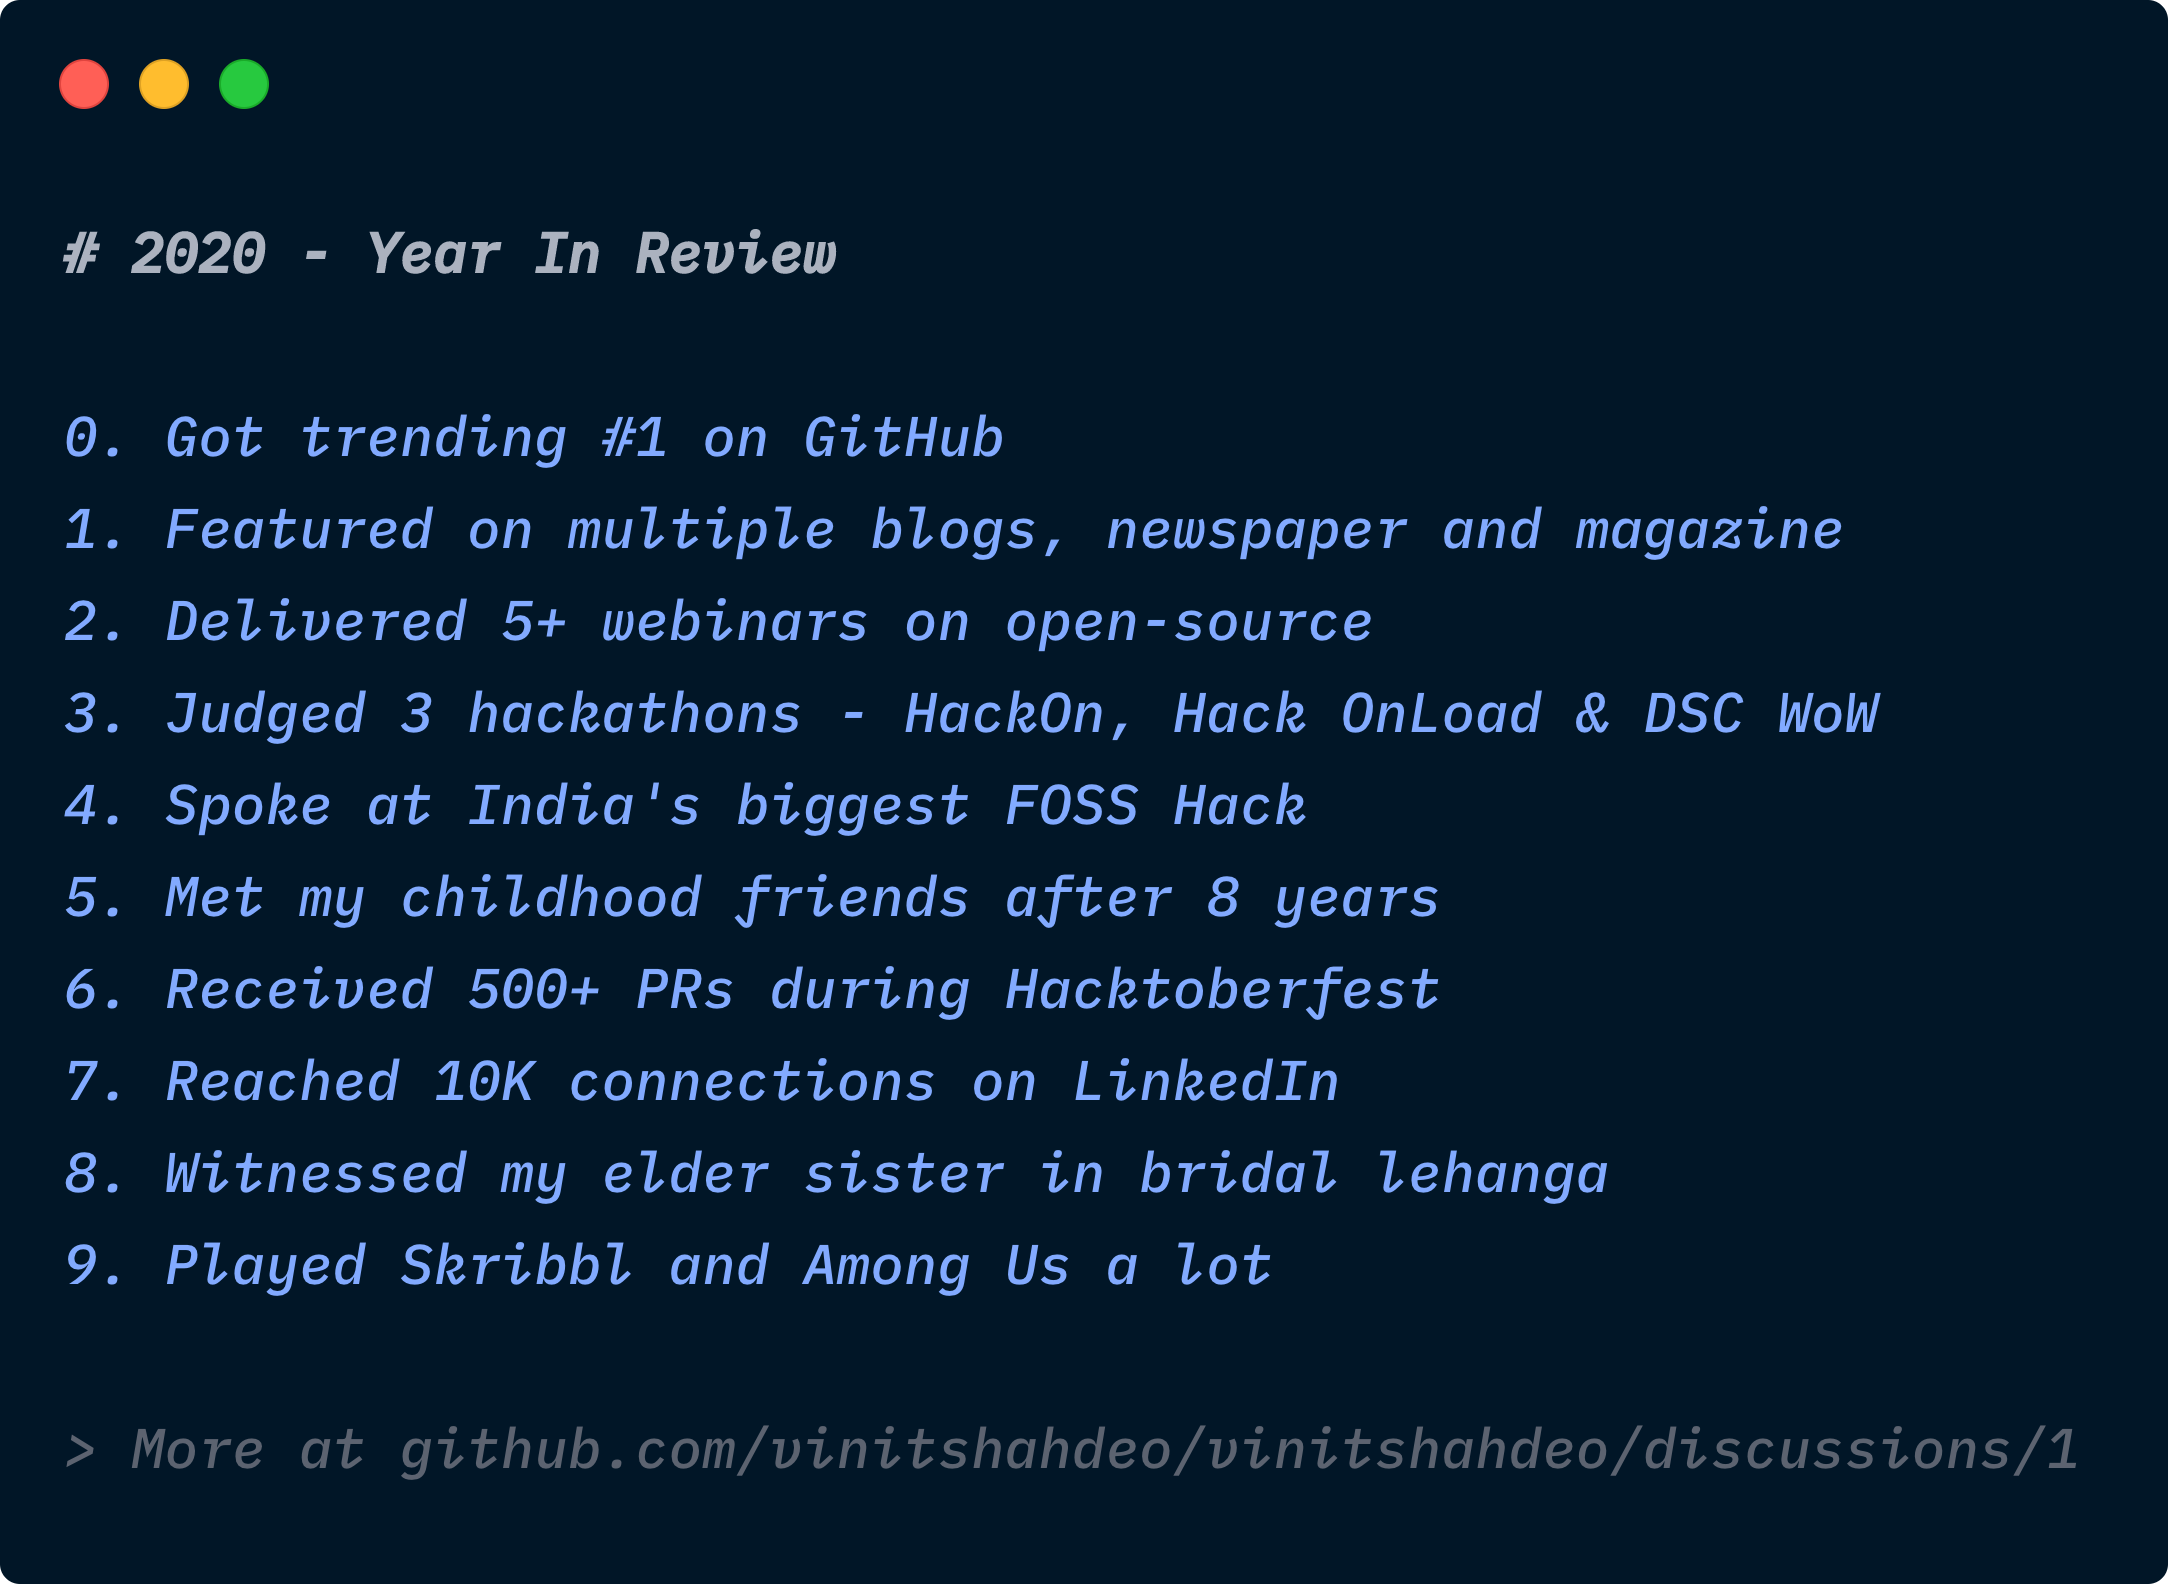 # 2020 - Year In Review
0. Got trending #1 on GitHub
1. Featured on multiple blogs, newspaper and magazine
2. Delivered 5+ webinars on open-source
3. Judged 3 hackathons - HackOn, Hack OnLoad & DSC WoW
4. Spoke at India's biggest FOSS Hack
5. Met my childhood friends after 8 years
6. Received 500+ PRs during Hacktoberfest
7. Reached 10K connections on LinkedIn
8. Witnessed my elder sister in bridal lehanga
9. Played Skribbl and Among Us a lot
> More at github.com/vinitshahdeo/vinitshahdeo/discussions/1